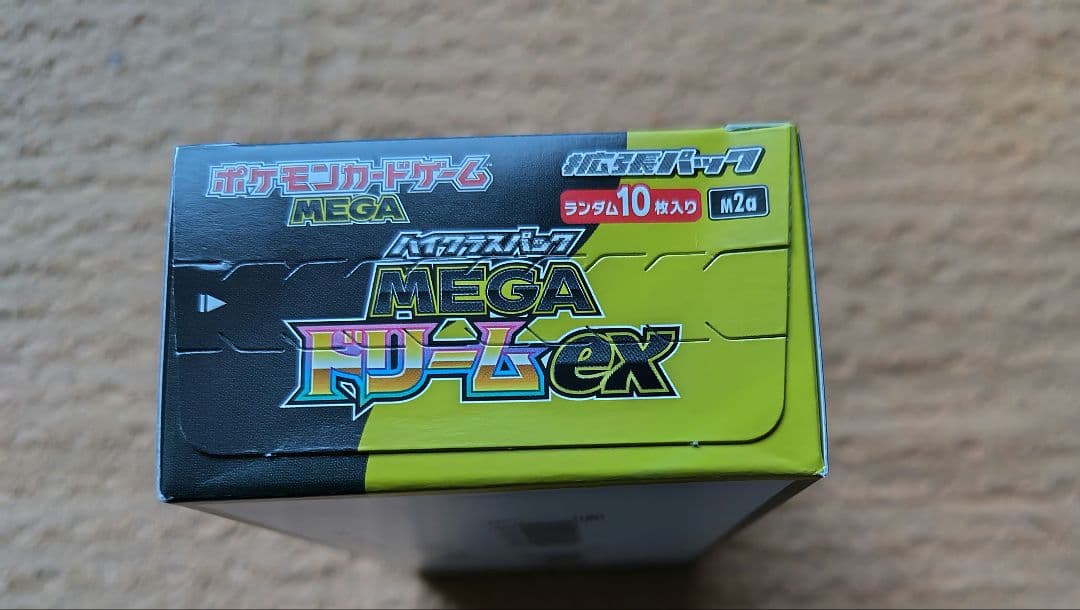 ポケモンカードゲーム
MEGA
拡張パック
ランダム10枚入り M2a
ハイクラスパック
MEGA
ドリームex